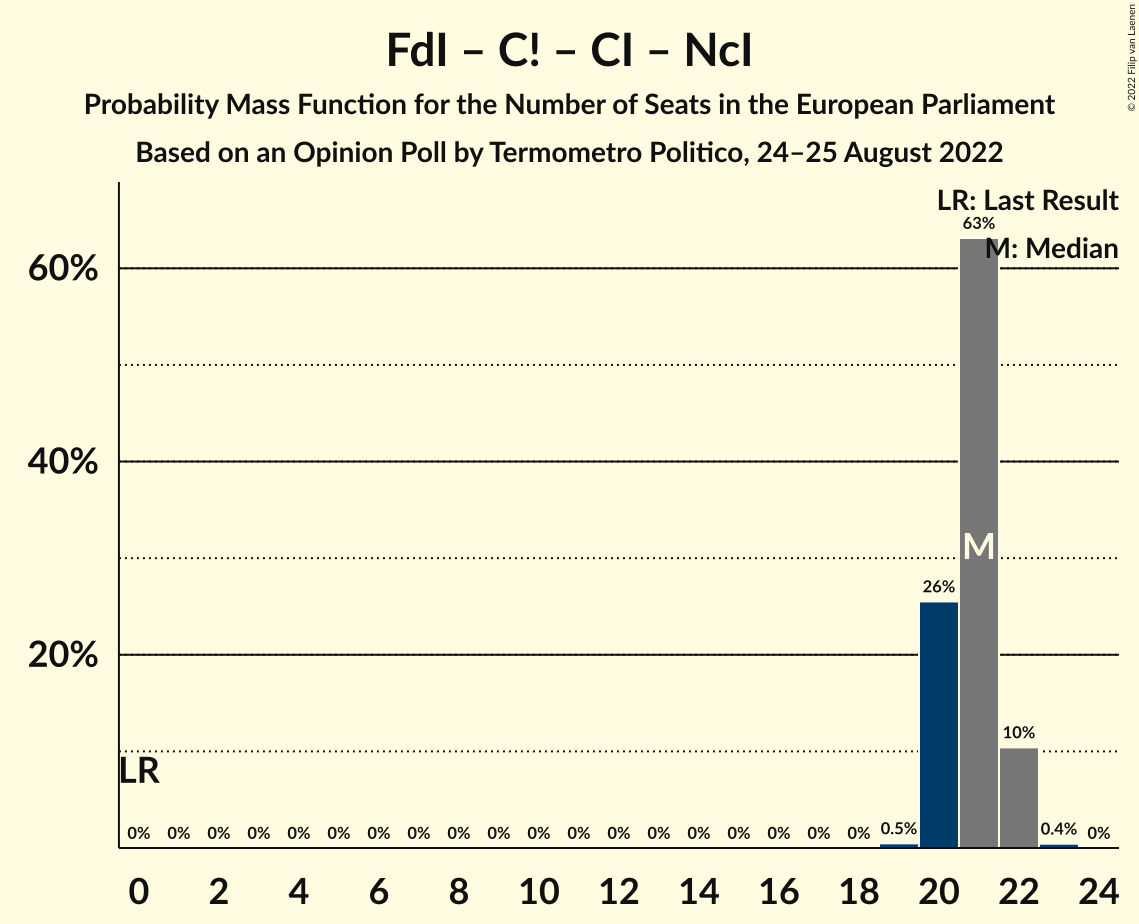 FdI – C! – CI – NcI
Probability Mass Function for the Number of Seats in the European Parliament
Based on an Opinion Poll by Termometro Politico, 24–25 August 2022
© 2022 Filip van Laenen
LR: Last Result
M: Median
60%
40%
20%
63%
26%
10%
M
LR
0% 0% 0% 0% 0% 0% 0% 0% 0% 0% 0% 0% 0% 0% 0% 0% 0% 0% 0% 0.5% 0.4% 0%
0 2 4 6 8 10 12 14 16 18 20 22 24